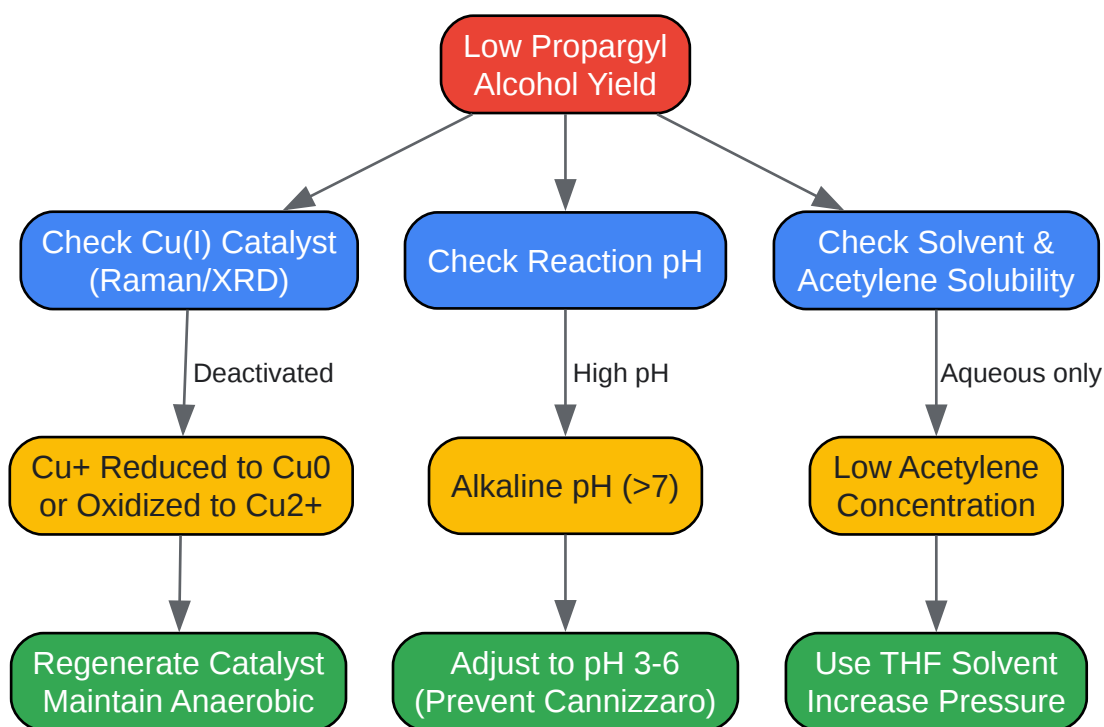 Low Propargyl
Alcohol Yield
Check Cu(I) Catalyst
(Raman/XRD)
Check Reaction pH
Check Solvent &
Acetylene Solubility
Deactivated
High pH
Aqueous only
Cu+ Reduced to Cu0
or Oxidized to Cu2+
Alkaline pH (>7)
Low Acetylene
Concentration
Regenerate Catalyst
Maintain Anaerobic
Adjust to pH 3-6
(Prevent Cannizzaro)
Use THF Solvent
Increase Pressure